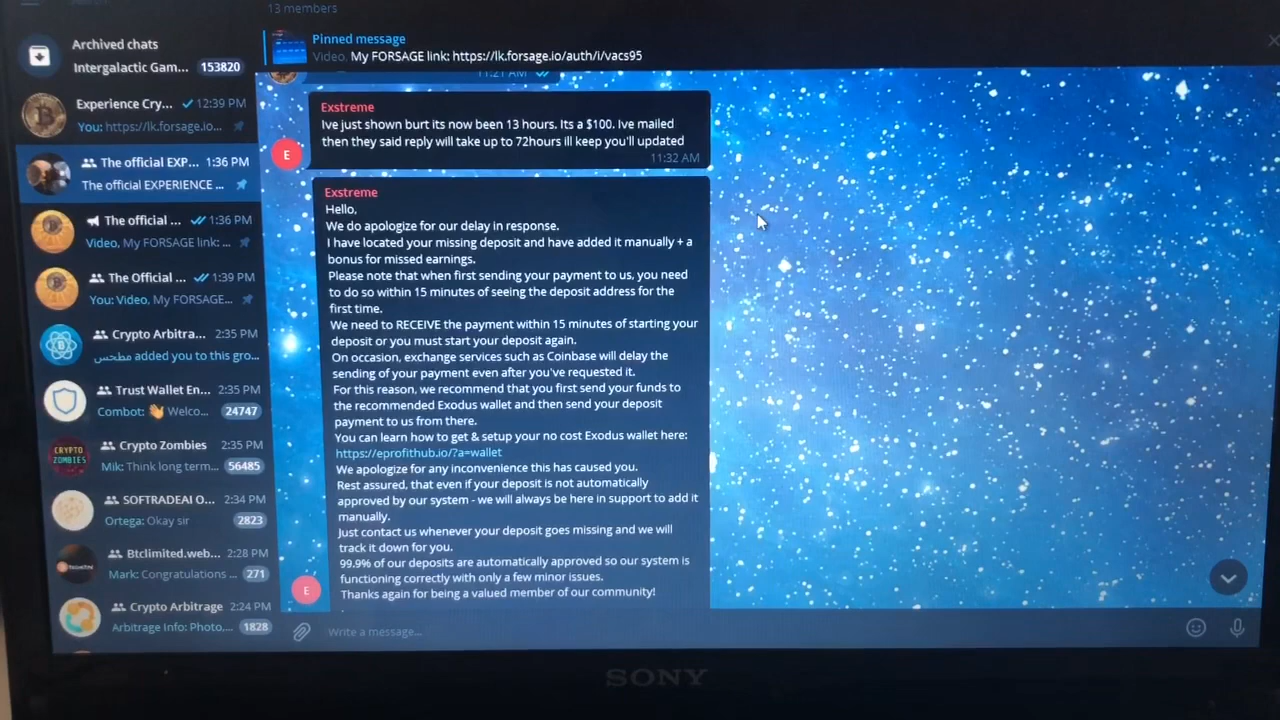 13 members
Archived chats
Intergalactic Gam... 153820
Experience Cry... 12:39 PM
You: https://lk.forsage.io...
The official EXP... 1:36 PM
The official EXPERIENCE ...
The official ... 1:36 PM
Video, My FORSAGE link: ...
The Official ... 1:39 PM
You: Video, My FORSAGE...
Crypto Arbitra... 2:35 PM
مطحس added you to this gro...
Trust Wallet En... 2:35 PM
Combot: 👋 Welco... 24747
CRYPTO
ZOMBIES
Crypto Zombies 2:35 PM
Mik: Think long term... 56485
SOFTRADEAI O... 2:34 PM
Ortega: Okay sir 2823
Btclimited.web... 2:28 PM
Mark: Congratulations ... 271
Crypto Arbitrage 2:24 PM
Arbitrage Info: Photo,... 1828
Pinned message
Video, My FORSAGE link: https://lk.forsage.io/auth/i/vacs95
11:21 AM
Exstreme
Ive just shown burt its now been 13 hours. Its a $100. Ive mailed
then they said reply will take up to 72hours ill keep you'll updated
11:32 AM
E
Exstreme
Hello,
We do apologize for our delay in response.
I have located your missing deposit and have added it manually + a
bonus for missed earnings.
Please note that when first sending your payment to us, you need
to do so within 15 minutes of seeing the deposit address for the
first time.
We need to RECEIVE the payment within 15 minutes of starting your
deposit or you must start your deposit again.
On occasion, exchange services such as Coinbase will delay the
sending of your payment even after you've requested it.
For this reason, we recommend that you first send your funds to
the recommended Exodus wallet and then send your deposit
payment to us from there.
You can learn how to get & setup your no cost Exodus wallet here:
https://eprofithub.io/?a=wallet
We apologize for any inconvenience this has caused you.
Rest assured, that even if your deposit is not automatically
approved by our system - we will always be here in support to add it
manually.
Just contact us whenever your deposit goes missing and we will
track it down for you.
99.9% of our deposits are automatically approved so our system is
functioning correctly with only a few minor issues.
Thanks again for being a valued member of our community!
E
Write a message...
SONY